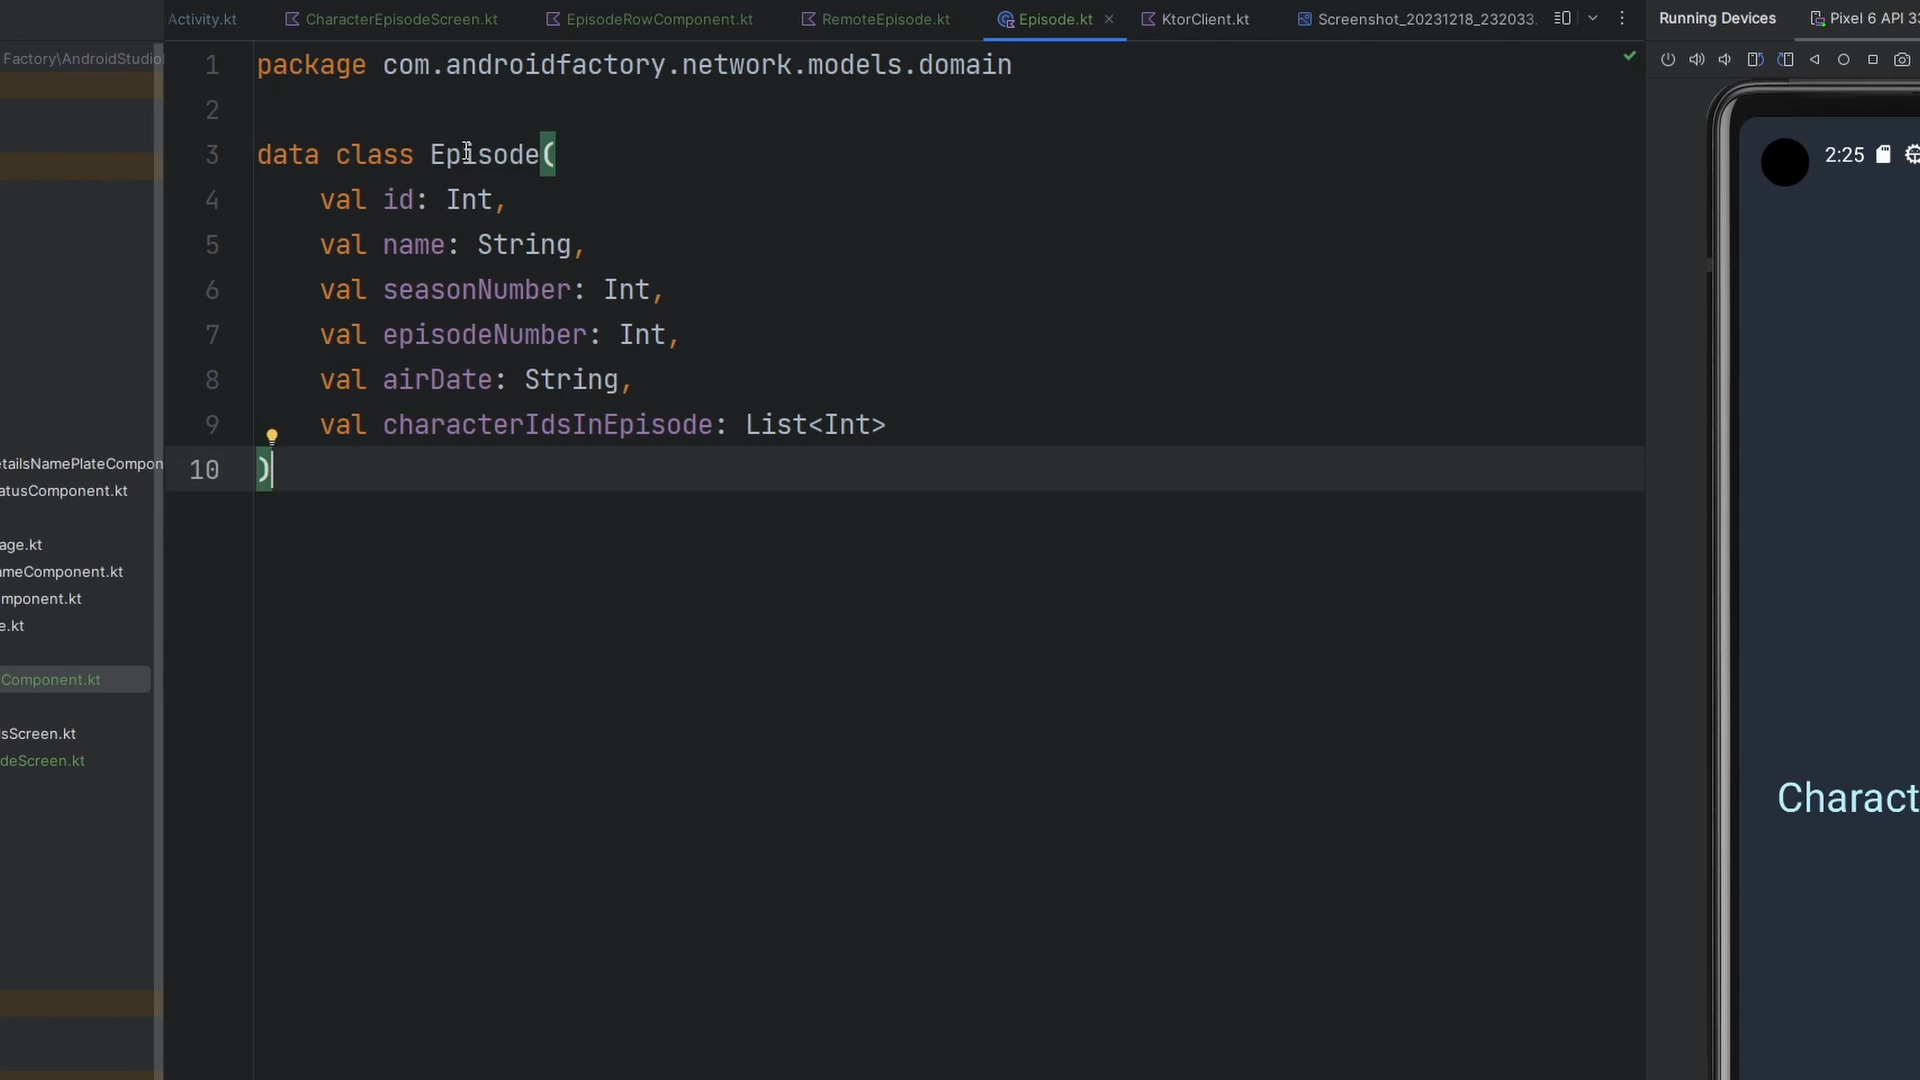 Activity.kt
CharacterEpisodeScreen.kt
EpisodeRowComponent.kt
RemoteEpisode.kt
Episode.kt
KtorClient.kt
Screenshot_20231218_232033.
Running Devices
Pixel 6 API 33
Factory\AndroidStudio
1 package com.androidfactory.network.models.domain
2
3 data class Episode(
4 val id: Int,
5 val name: String,
6 val seasonNumber: Int,
7 val episodeNumber: Int,
8 val airDate: String,
9 val characterIdsInEpisode: List<Int>
10 )
etailsNamePlateCompon
atusComponent.kt
age.kt
ameComponent.kt
mponent.kt
e.kt
Component.kt
lsScreen.kt
deScreen.kt
2:25
Charact